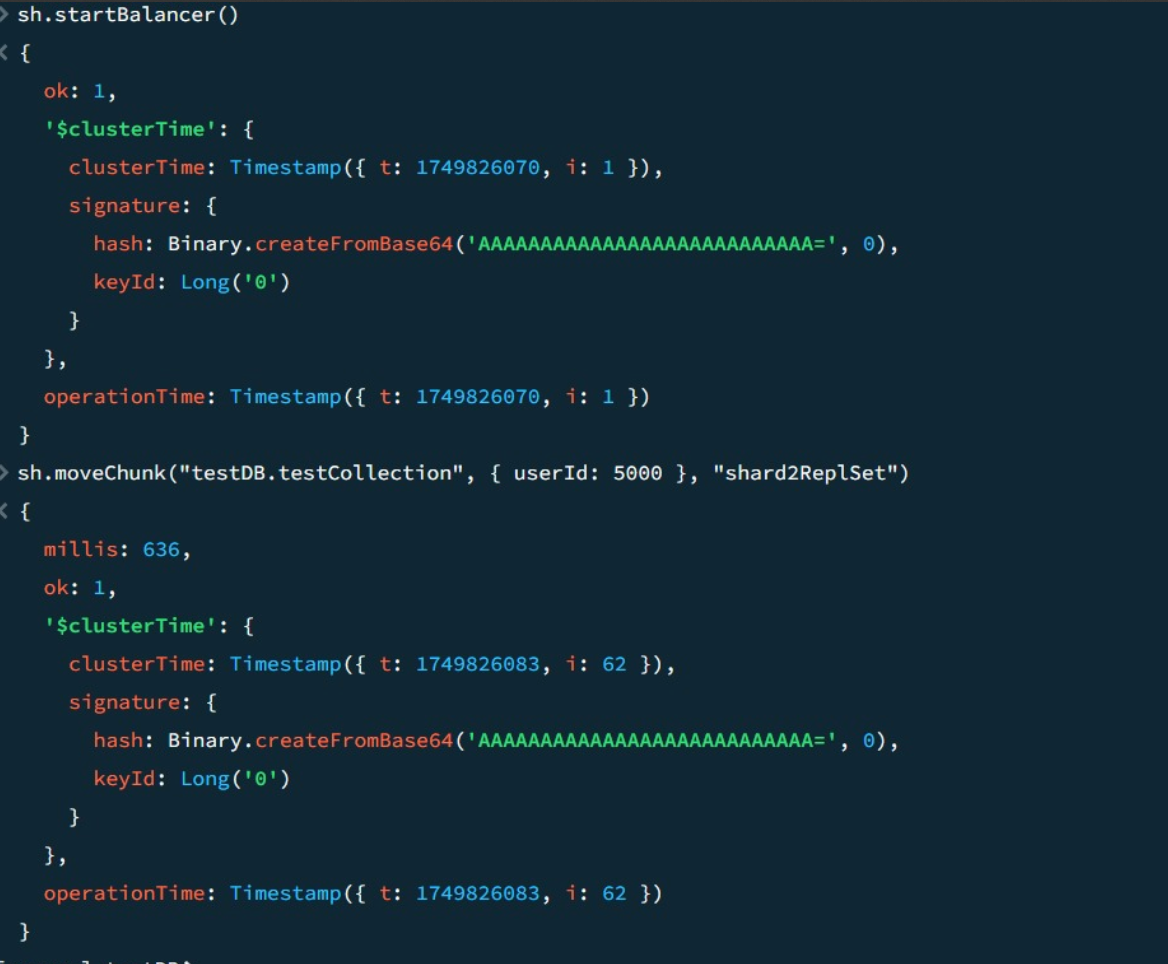 > sh.startBalancer()
< {
ok: 1,
'$clusterTime': {
clusterTime: Timestamp({ t: 1749826070, i: 1 }),
signature: {
hash: Binary.createFromBase64('AAAAAAAAAAAAAAAAAAAAAAAAAAA=', 0),
keyId: Long('0')
}
},
operationTime: Timestamp({ t: 1749826070, i: 1 })
}
> sh.moveChunk("testDB.testCollection", { userId: 5000 }, "shard2ReplSet")
< {
millis: 636,
ok: 1,
'$clusterTime': {
clusterTime: Timestamp({ t: 1749826083, i: 62 }),
signature: {
hash: Binary.createFromBase64('AAAAAAAAAAAAAAAAAAAAAAAAAAA=', 0),
keyId: Long('0')
}
},
operationTime: Timestamp({ t: 1749826083, i: 62 })
}